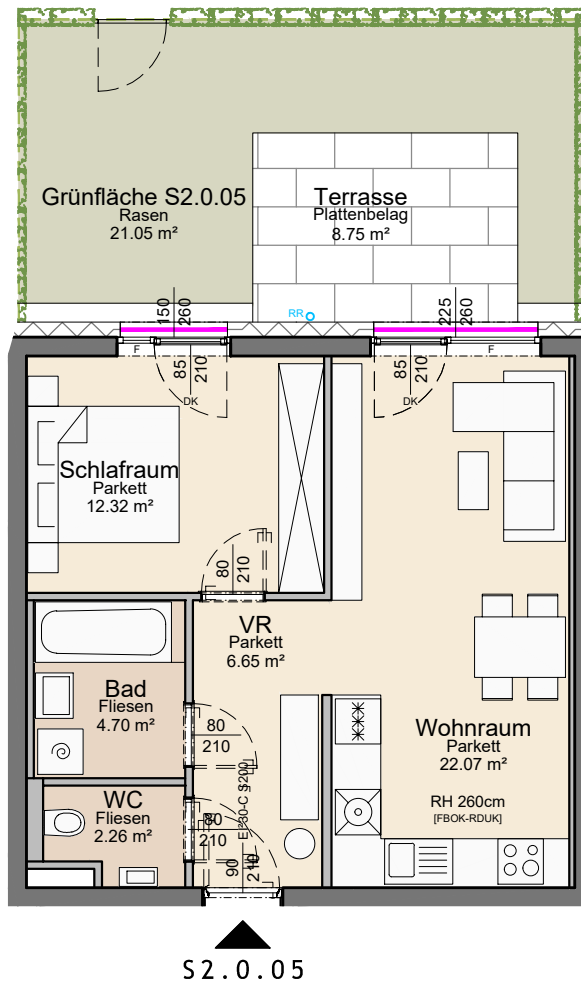 Grünfläche S2.0.05
Rasen
21.05 m²
Terrasse
Plattenbelag
8.75 m²
150
260
RR
225
260
F
F
85
210
DK
85
210
DK
Schlafraum
Parkett
12.32 m²
80
210
VR
Parkett
6.65 m²
Bad
Fliesen
4.70 m²
80
210
Wohnraum
Parkett
22.07 m²
RH 260cm
[FBOK-RDUK]
WC
Fliesen
2.26 m²
80
210
EI²30-C S200
90
210
S2.0.05